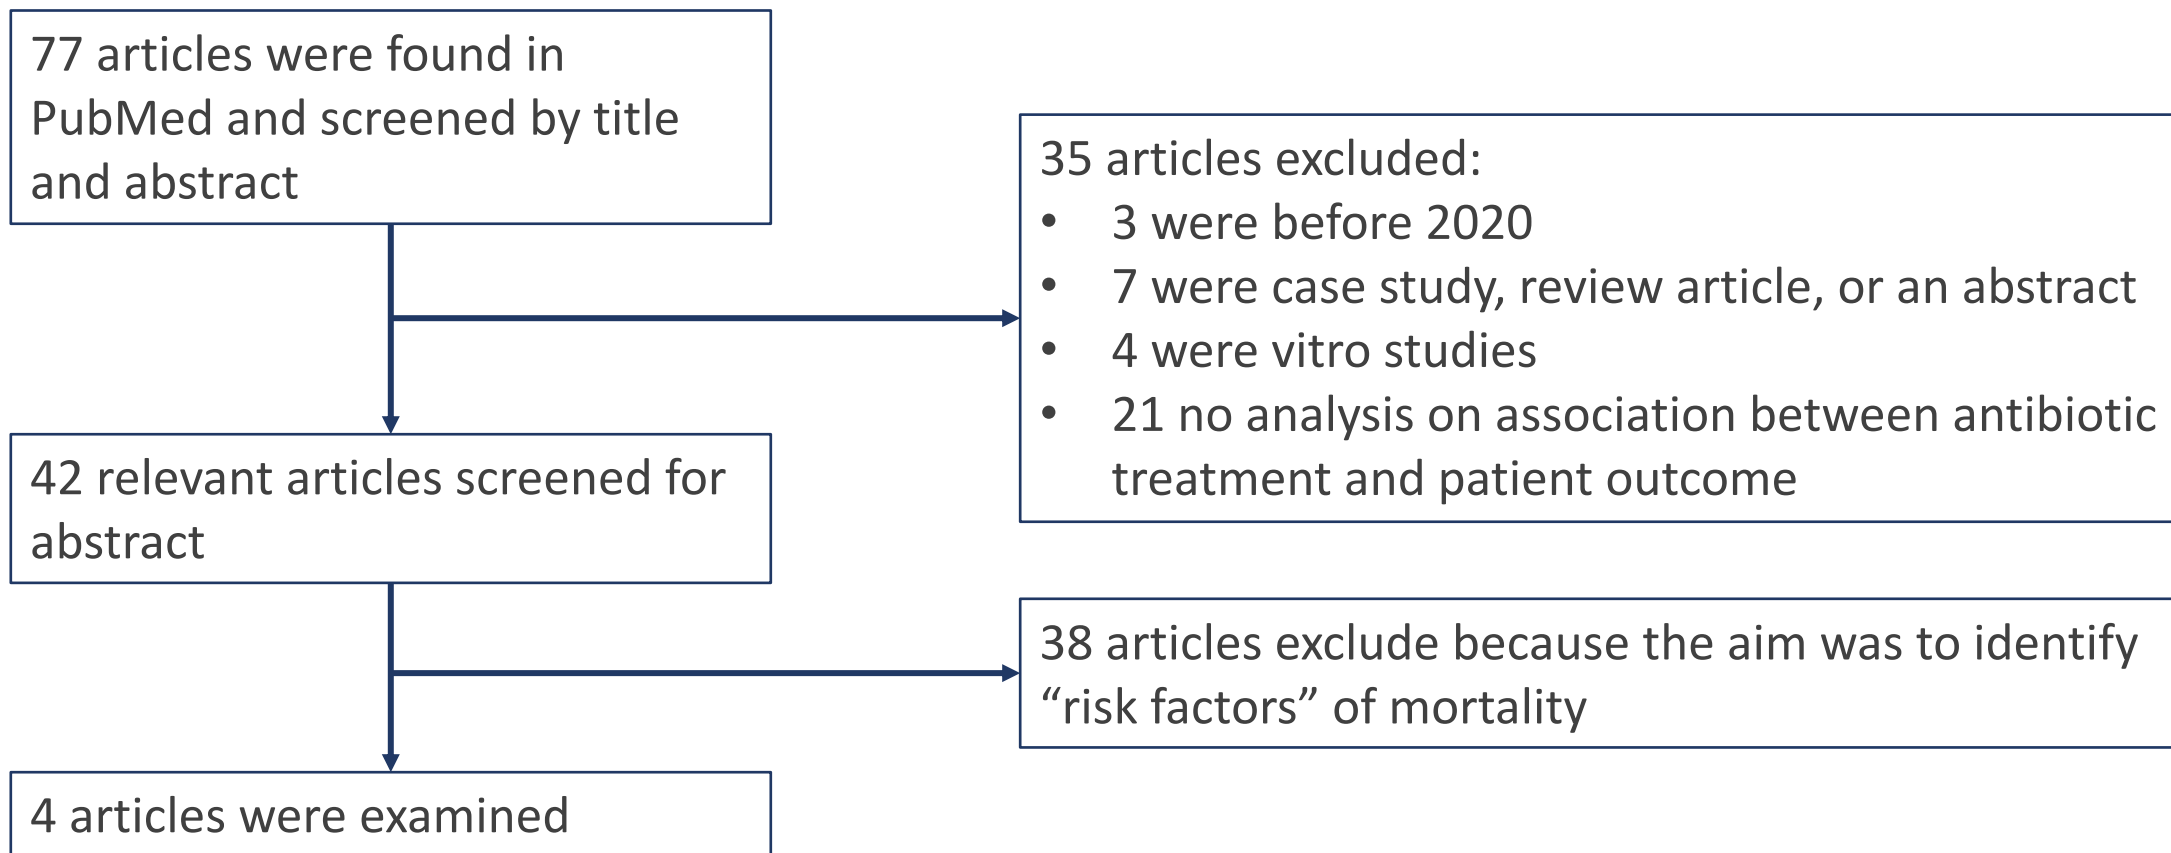 77 articles were found in
PubMed and screened by title
and abstract
35 articles excluded:
• 3 were before 2020
• 7 were case study, review article, or an abstract
• 4 were vitro studies
• 21 no analysis on association between antibiotic
treatment and patient outcome
42 relevant articles screened for
abstract
38 articles exclude because the aim was to identify
“risk factors” of mortality
4 articles were examined